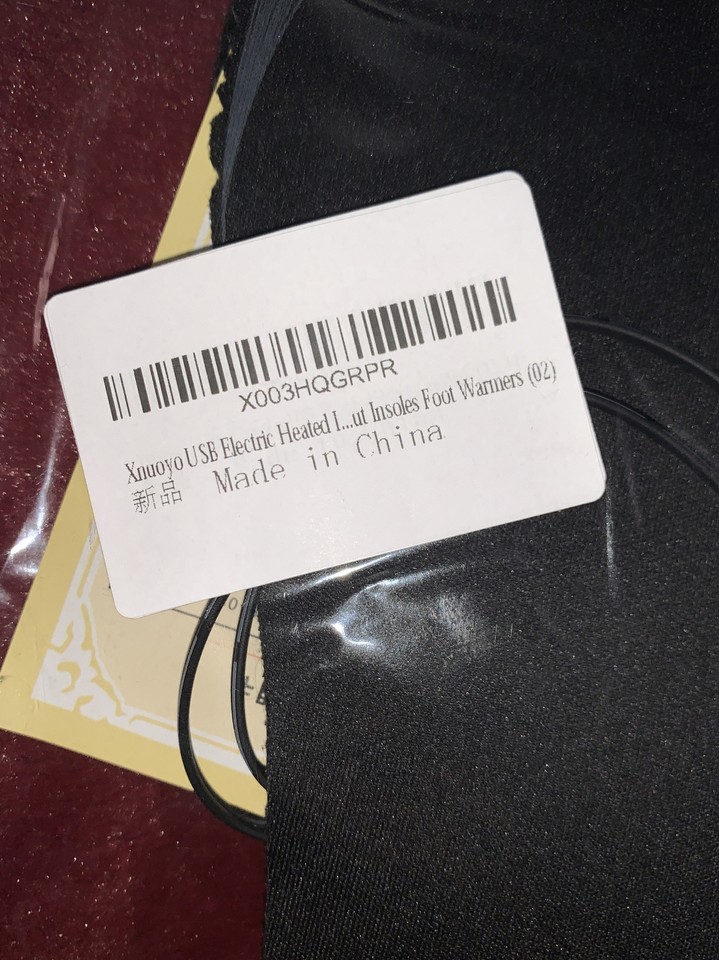 X003HQGRPR
Xnuoyo USB Electric Heated I...ut Insoles Foot Warmers (02)
新品 Made in China